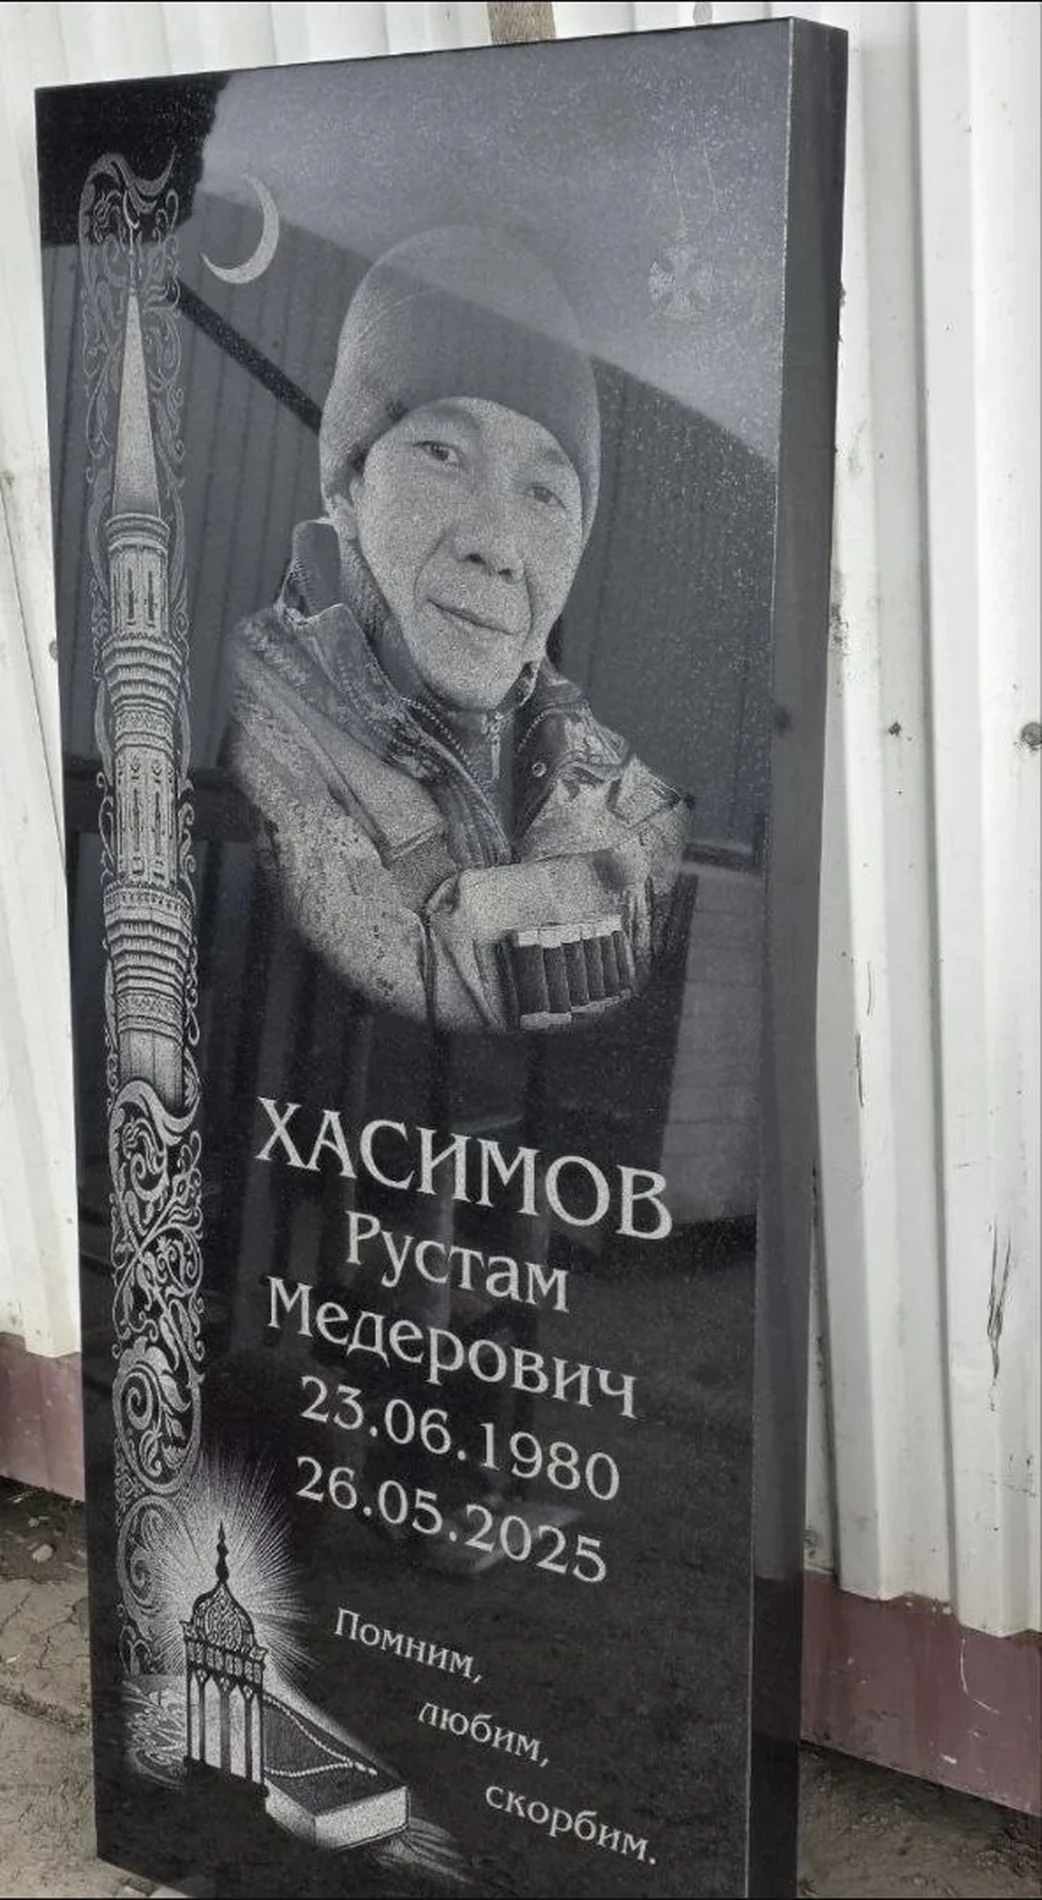 ХАСИМОВ
Рустам
Медерович
23.06.1980
26.05.2025
Помним,
любим,
скорбим.